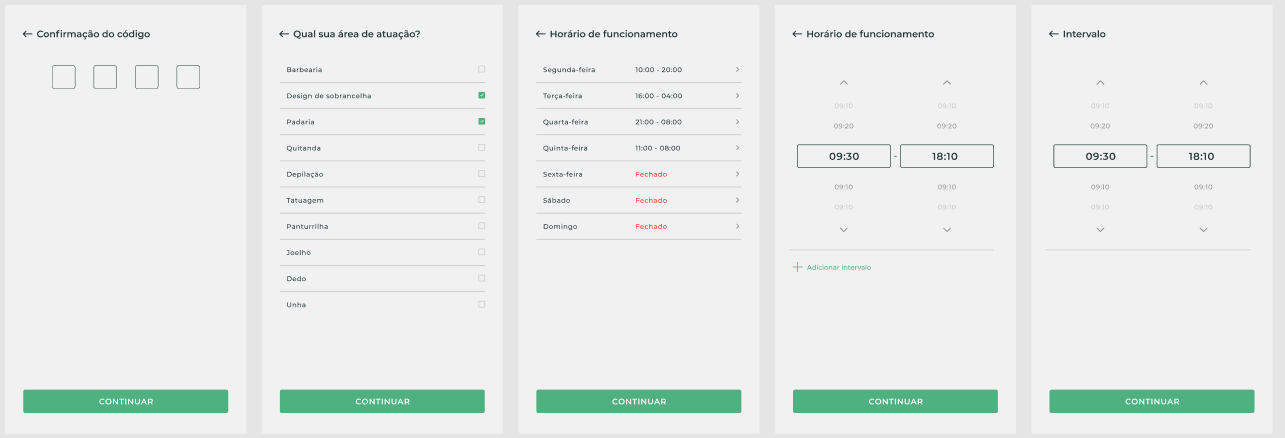 ← Confirmação do código
CONTINUAR
← Qual sua área de atuação?
Barbearia
Design de sobrancelha
Padaria
Quitanda
Depilação
Tatuagem
Panturrilha
Joelho
Dedo
Unha
CONTINUAR
← Horário de funcionamento
Segunda-feira 10:00 - 20:00
Terça-feira 16:00 - 04:00
Quarta-feira 21:00 - 08:00
Quinta-feira 11:00 - 08:00
Sexta-feira Fechado
Sábado Fechado
Domingo Fechado
CONTINUAR
← Horário de funcionamento
09:10 09:10
09:20 09:20
09:30 - 18:10
09:10 09:10
09:10 09:10
Adicionar intervalo
CONTINUAR
← Intervalo
09:10 09:10
09:20 09:20
09:30 - 18:10
09:10 09:10
09:10 09:10
CONTINUAR